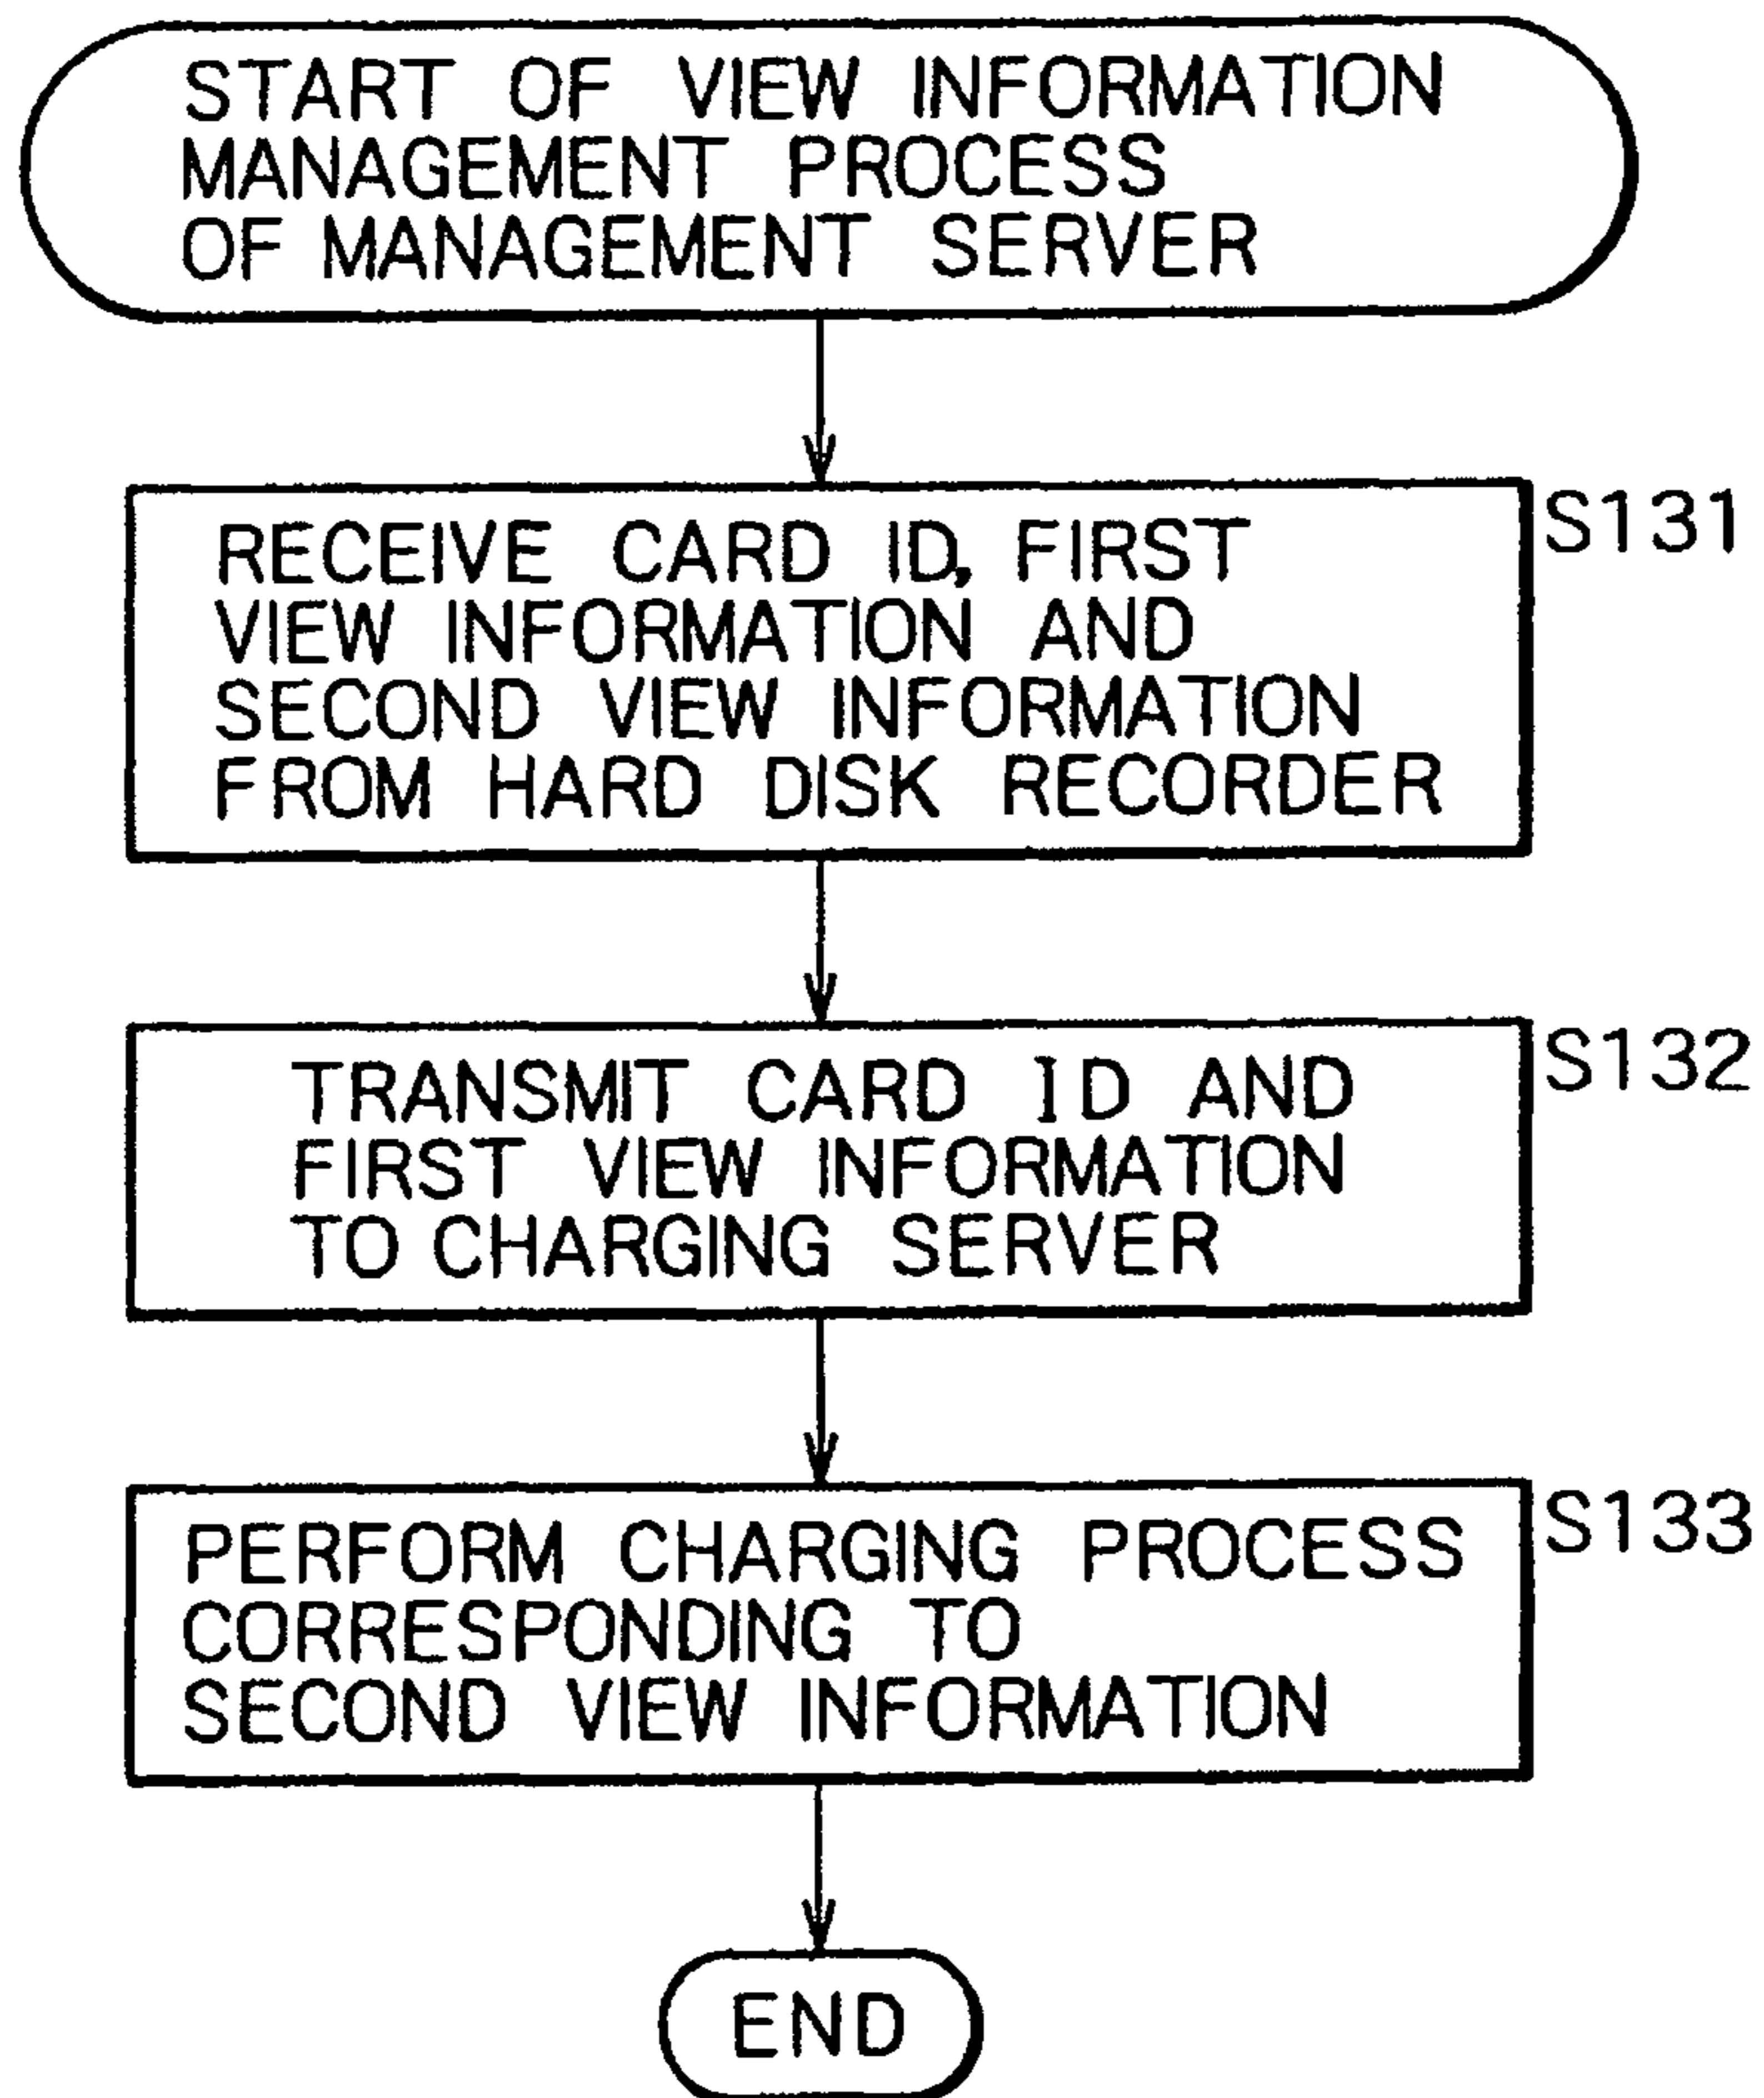 START OF VIEW INFORMATION
MANAGEMENT PROCESS
OF MANAGEMENT SERVER
RECEIVE CARD ID, FIRST
VIEW INFORMATION AND
SECOND VIEW INFORMATION
FROM HARD DISK RECORDER
S131
TRANSMIT CARD ID AND
FIRST VIEW INFORMATION
TO CHARGING SERVER
S132
PERFORM CHARGING PROCESS
CORRESPONDING TO
SECOND VIEW INFORMATION
S133
END